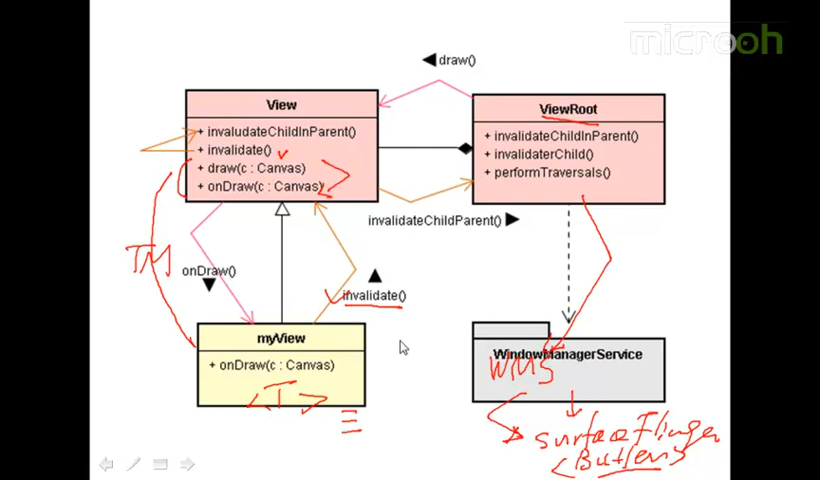 microoh
draw()
View
+ invaludateChildInParent()
+ invalidate()
+ draw(c : Canvas)
+ onDraw(c : Canvas)
ViewRoot
+ invalidateChildInParent()
+ invalidaterChild()
+ performTraversals()
invalidateChildParent()
TM
onDraw()
invalidate()
myView
+ onDraw(c : Canvas)
<T>
WindowManagerService
WMS
SurfaceFlinger